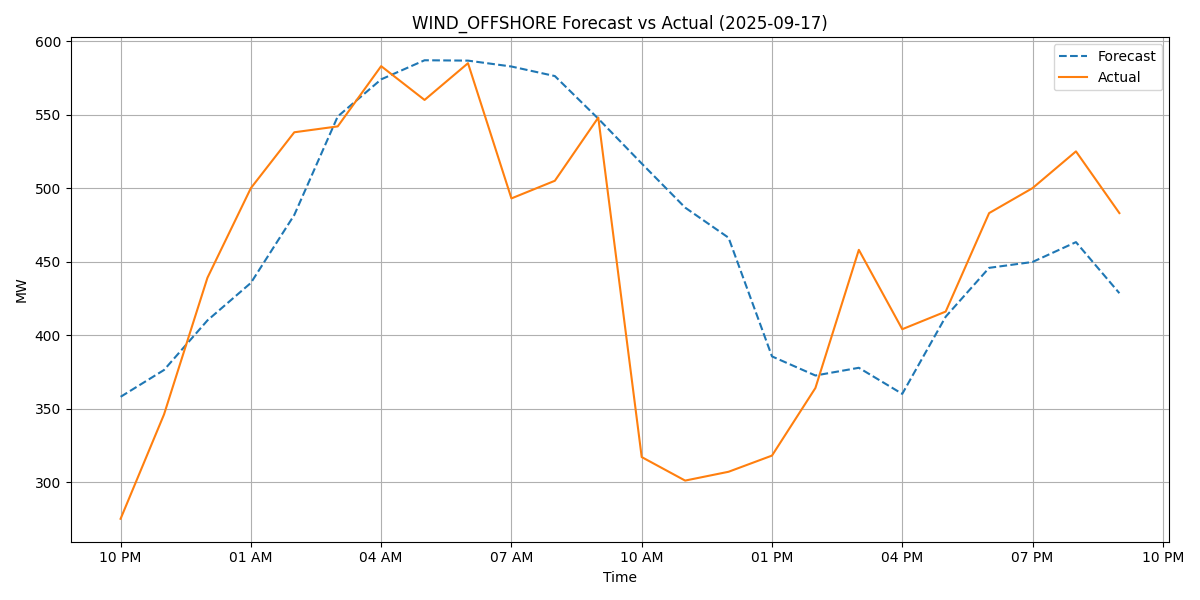 WIND_OFFSHORE Forecast vs Actual (2025-09-17)
Forecast
Actual
600
550
500
450
400
350
300
MW
10 PM 01 AM 04 AM 07 AM 10 AM 01 PM 04 PM 07 PM 10 PM
Time